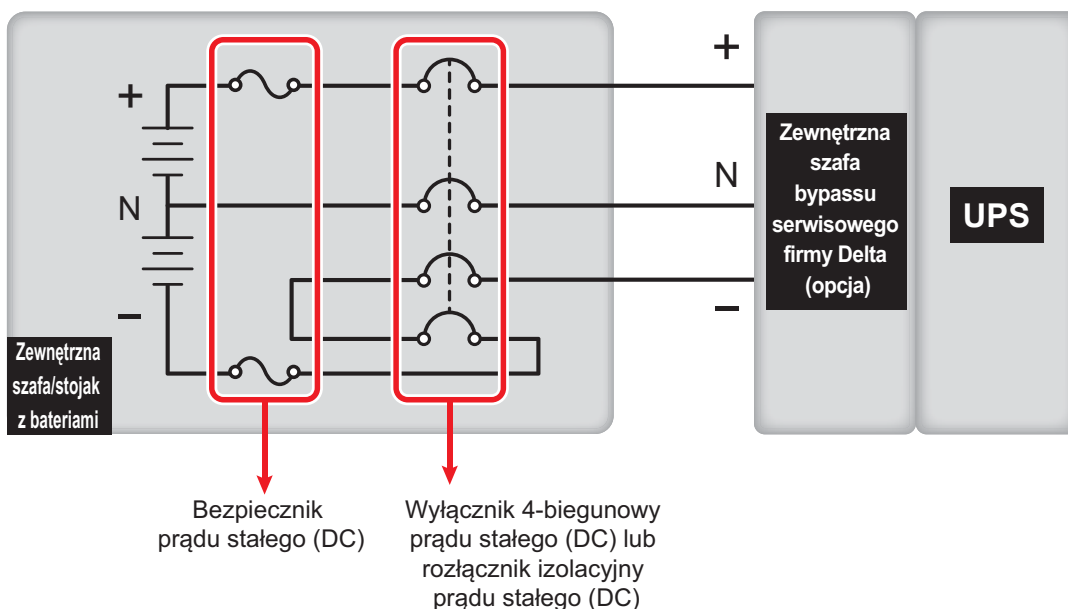 +
N
–
Zewnętrzna
szafa/stojak
z bateriami
+
N
–
Zewnętrzna
szafa
bypassu
serwisowego
firmy Delta
(opcja)
UPS
Bezpiecznik
prądu stałego (DC)
Wyłącznik 4-biegunowy
prądu stałego (DC) lub
rozłącznik izolacyjny
prądu stałego (DC)